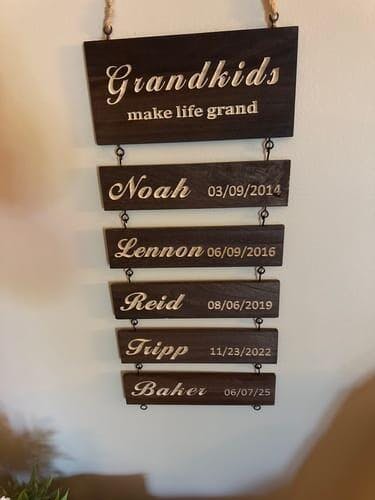 Grandkids
make life grand
Noah 03/09/2014
Lennon 06/09/2016
Reid 08/06/2019
Tripp 11/23/2022
Baker 06/07/25